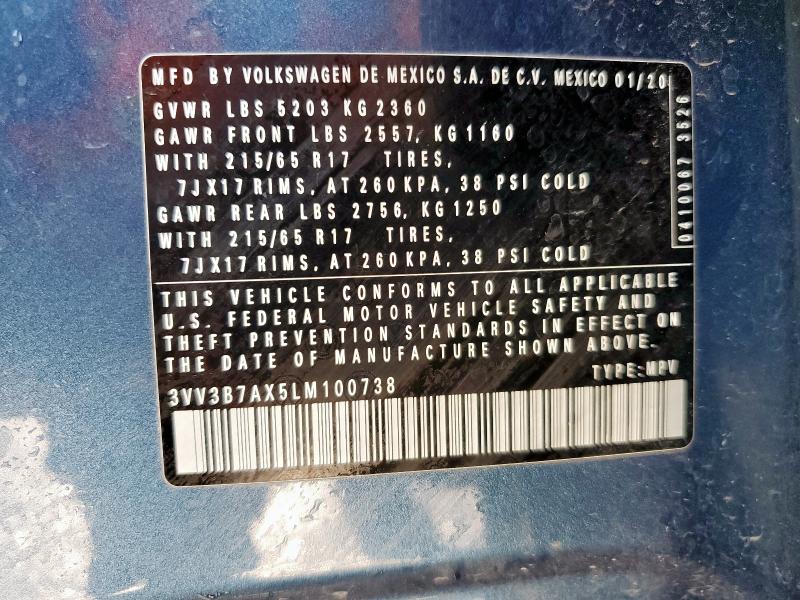 MFD BY VOLKSWAGEN DE MEXICO S.A. DE C.V. MEXICO 01/20
GVWR LBS 5203 KG 2360
GAWR FRONT LBS 2557, KG 1160
WITH 215/65 R17 TIRES,
7JX17 RIMS, AT 260 KPA, 38 PSI COLD
GAWR REAR LBS 2756, KG 1250
WITH 215/65 R17 TIRES,
7JX17 RIMS, AT 260 KPA, 38 PSI COLD
0410067 3526
THIS VEHICLE CONFORMS TO ALL APPLICABLE
U.S. FEDERAL MOTOR VEHICLE SAFETY AND
THEFT PREVENTION STANDARDS IN EFFECT ON
THE DATE OF MANUFACTURE SHOWN ABOVE.
TYPE:MPV
3VV3B7AX5LM100738